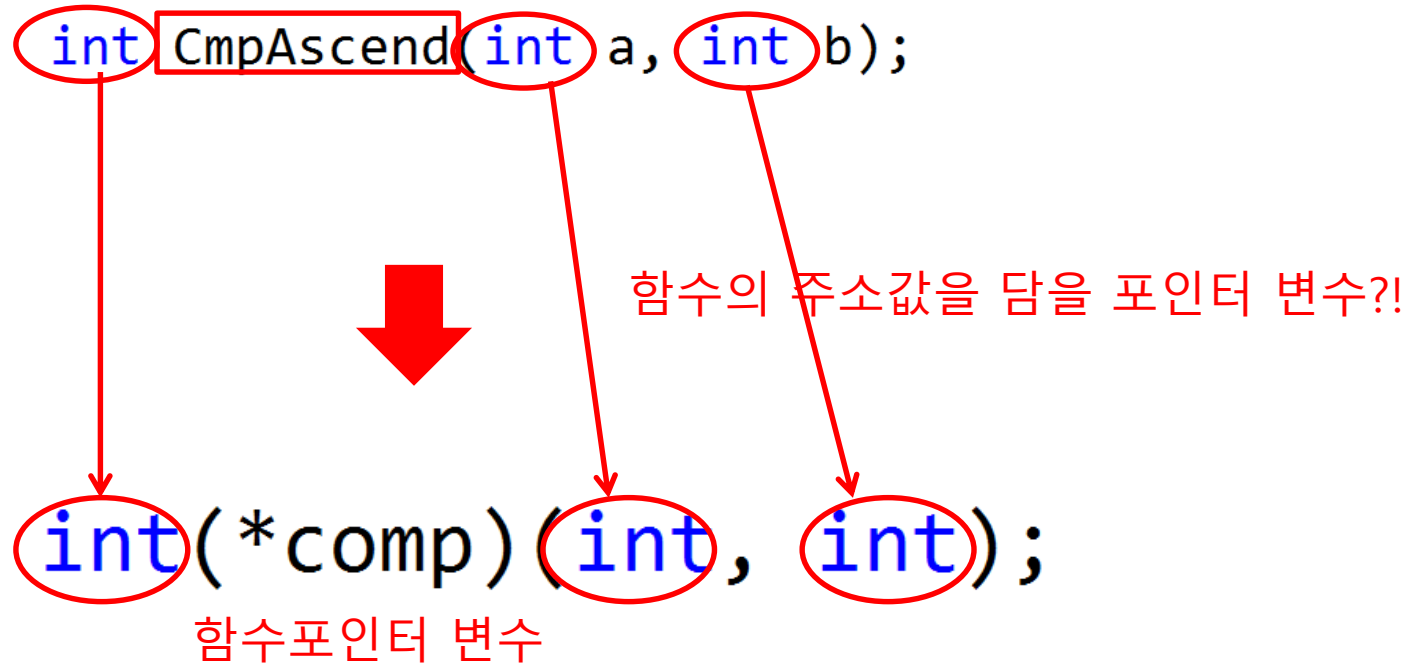 int CmpAscend(int a, int b);
함수의 주소값을 담을 포인터 변수?!
int(*comp)(int, int);
함수포인터 변수